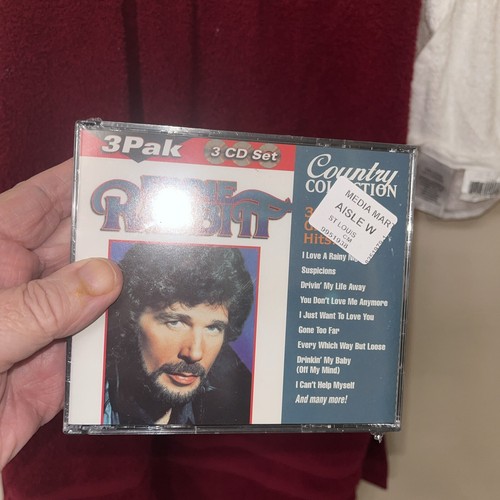 3Pak
3 CD Set
Country
COLLECTION
RABBITT
MEDIA MAR
AISLE W
ST LOUIS
CM
Hits
I Love A Rainy
Suspicions
Drivin' My Life Away
You Don't Love Me Anymore
I Just Want To Love You
Gone Too Far
Every Which Way But Loose
Drinkin' My Baby
(Off My Mind)
I Can't Help Myself
And many more!